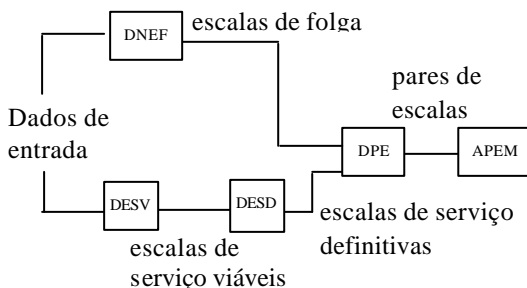 escalas de folga
DNEF
pares de
escalas
Dados de
entrada
DPE
APEM
DESV
DESD
escalas de serviço
definitivas
escalas de
serviço viáveis